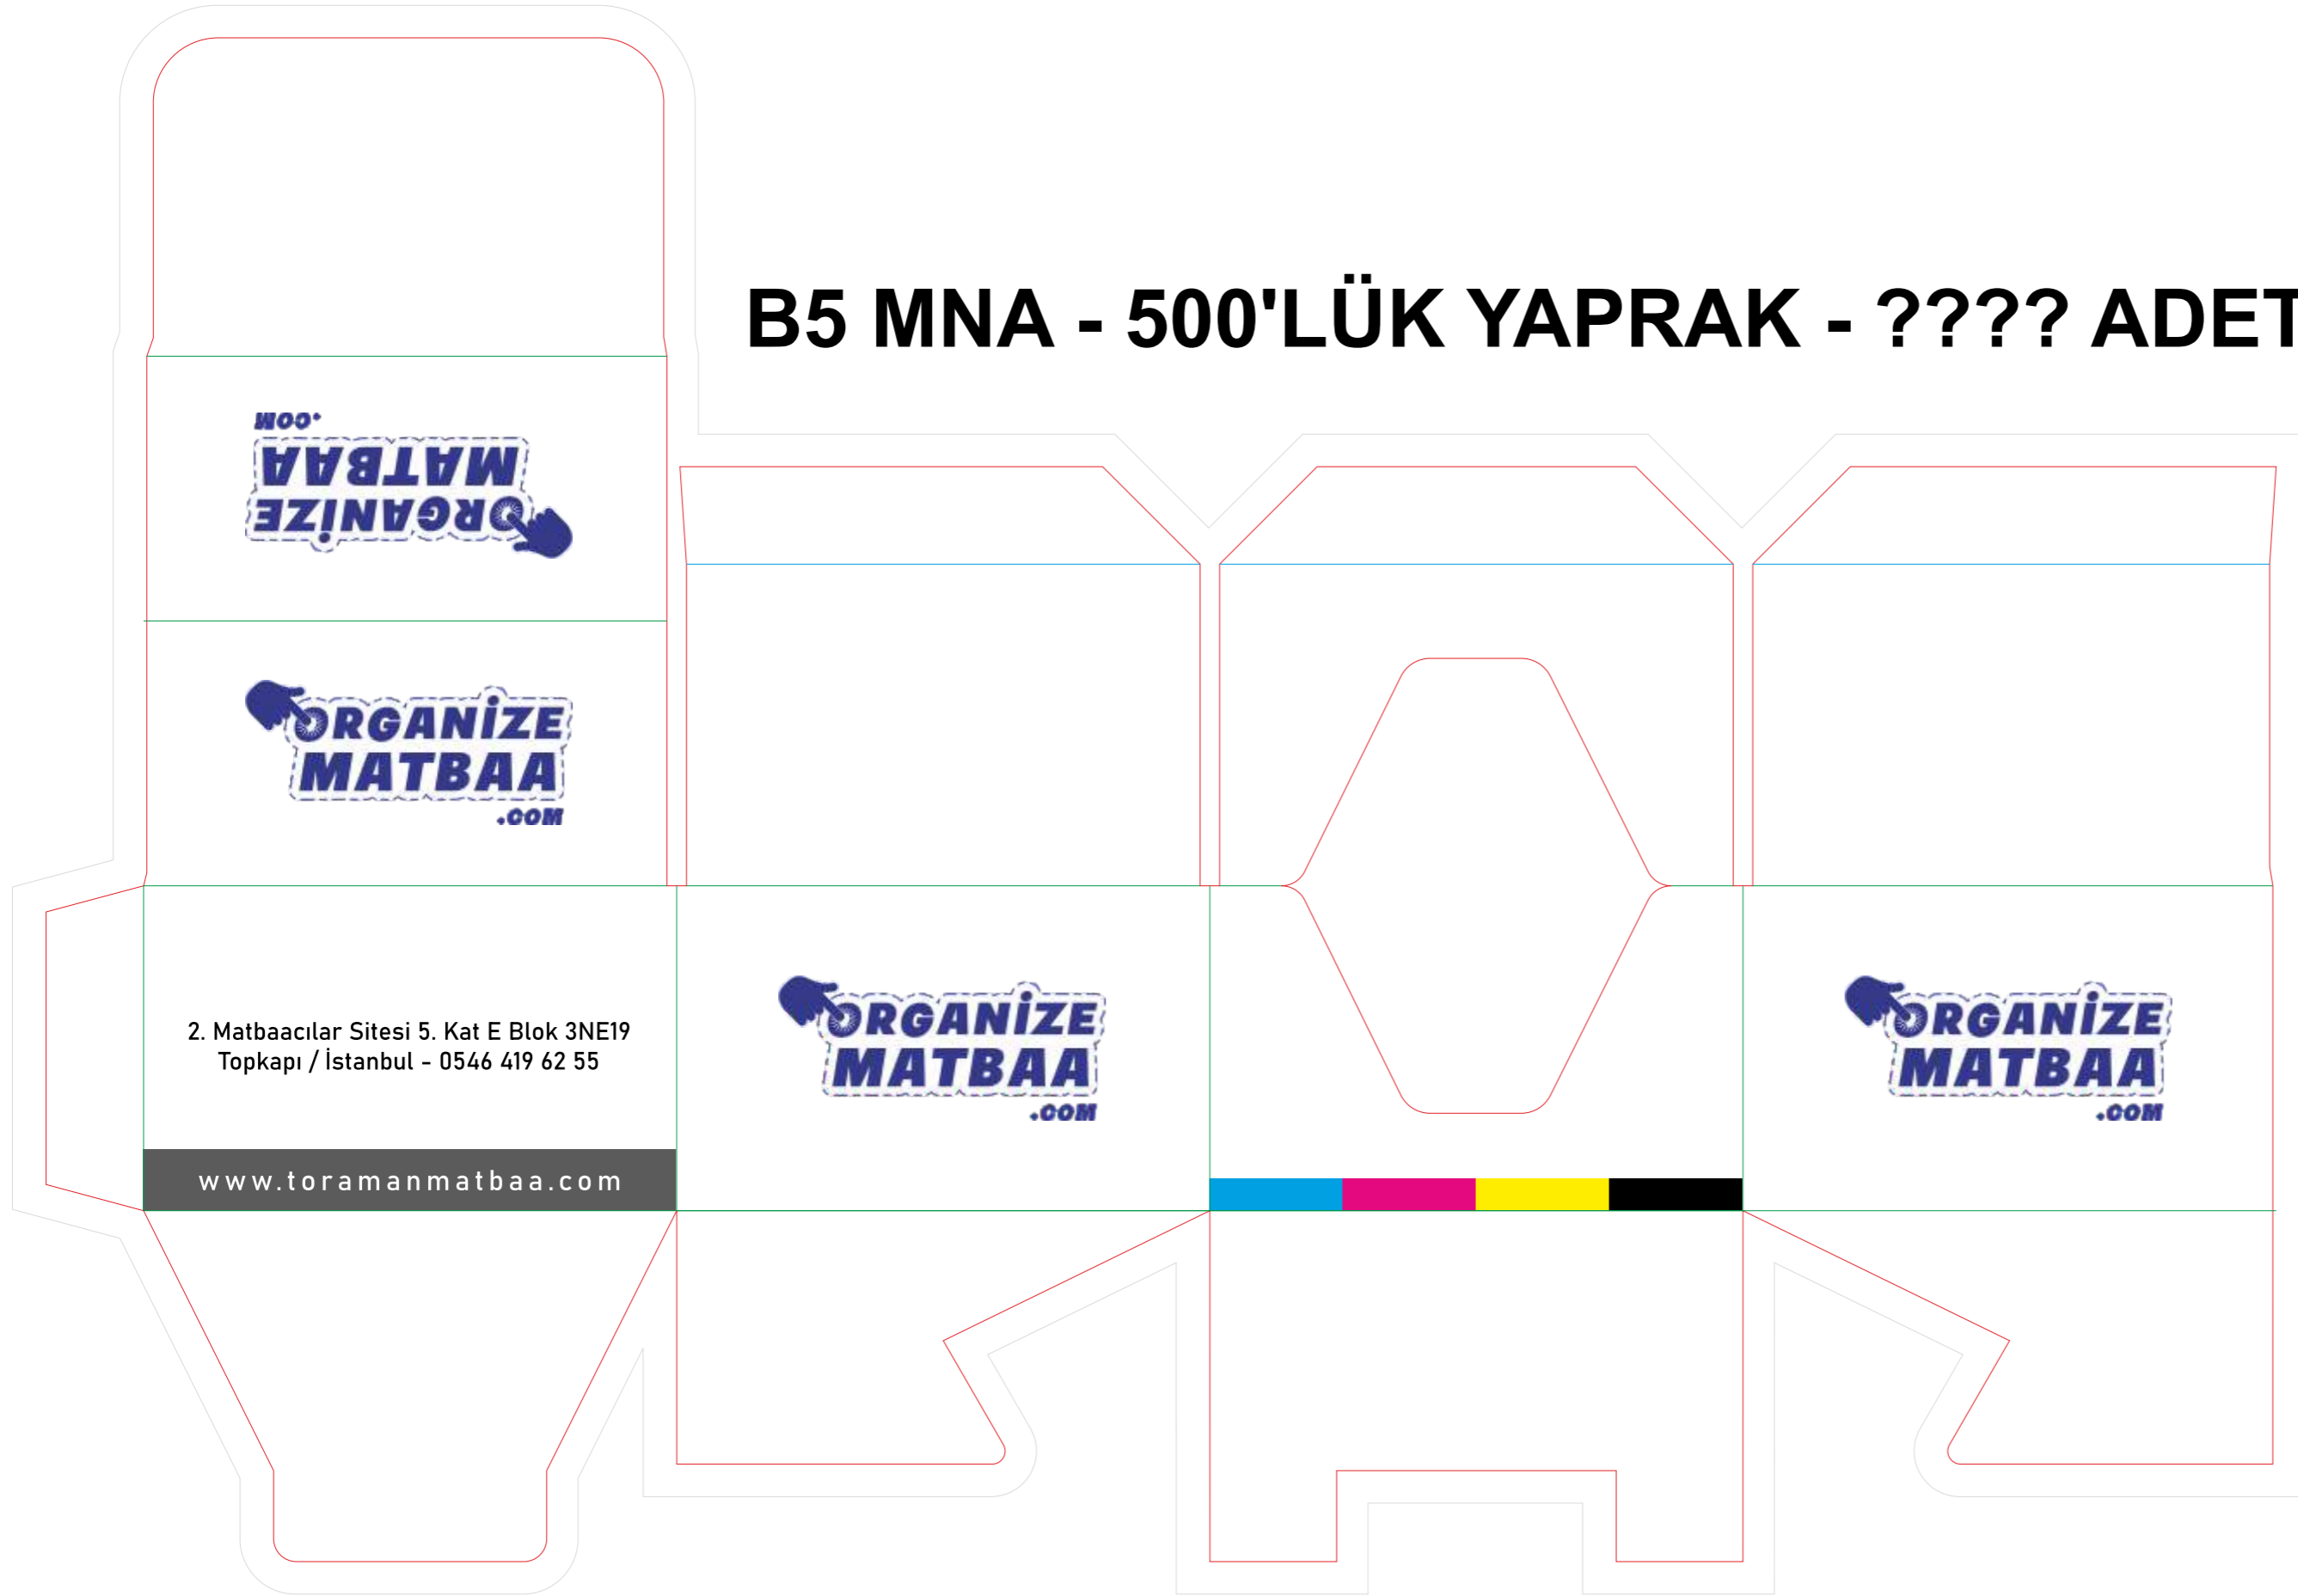 B5 MNA - 500'LÜK YAPRAK - ???? ADET
ORGANİZE
MATBAA
.COM
ORGANİZE
MATBAA
.COM
2. Matbaacılar Sitesi 5. Kat E Blok 3NE19
Topkapı / İstanbul - 0546 419 62 55
www.toramanmatbaa.com
ORGANİZE
MATBAA
.COM
ORGANİZE
MATBAA
.COM